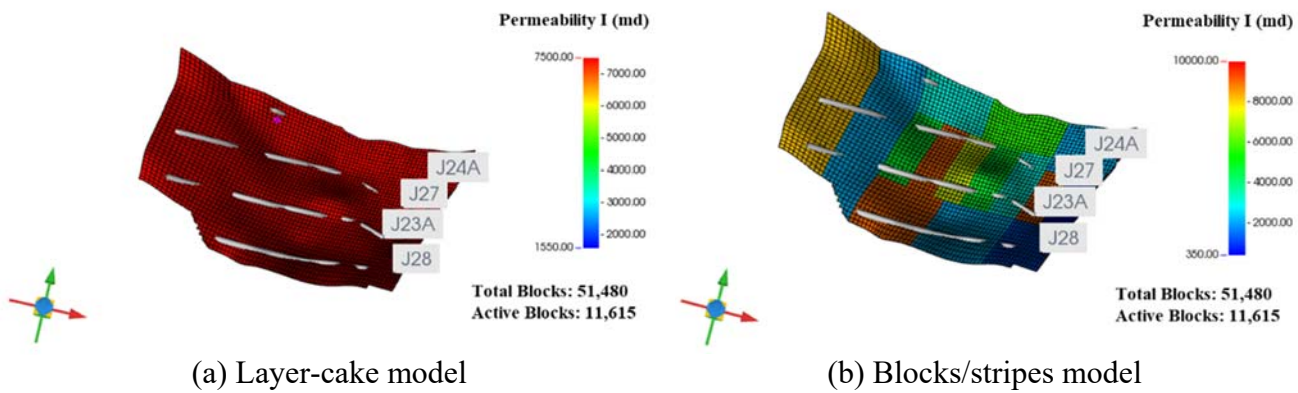 Permeability I (md)
7500.00
7000.00
6000.00
5000.00
4000.00
3000.00
2000.00
1550.00
J24A
J27
J23A
J28
Total Blocks: 51,480
Active Blocks: 11,615
(a) Layer-cake model
Permeability I (md)
10000.00
8000.00
6000.00
4000.00
2000.00
350.00
J24A
J27
J23A
J28
Total Blocks: 51,480
Active Blocks: 11,615
(b) Blocks/stripes model